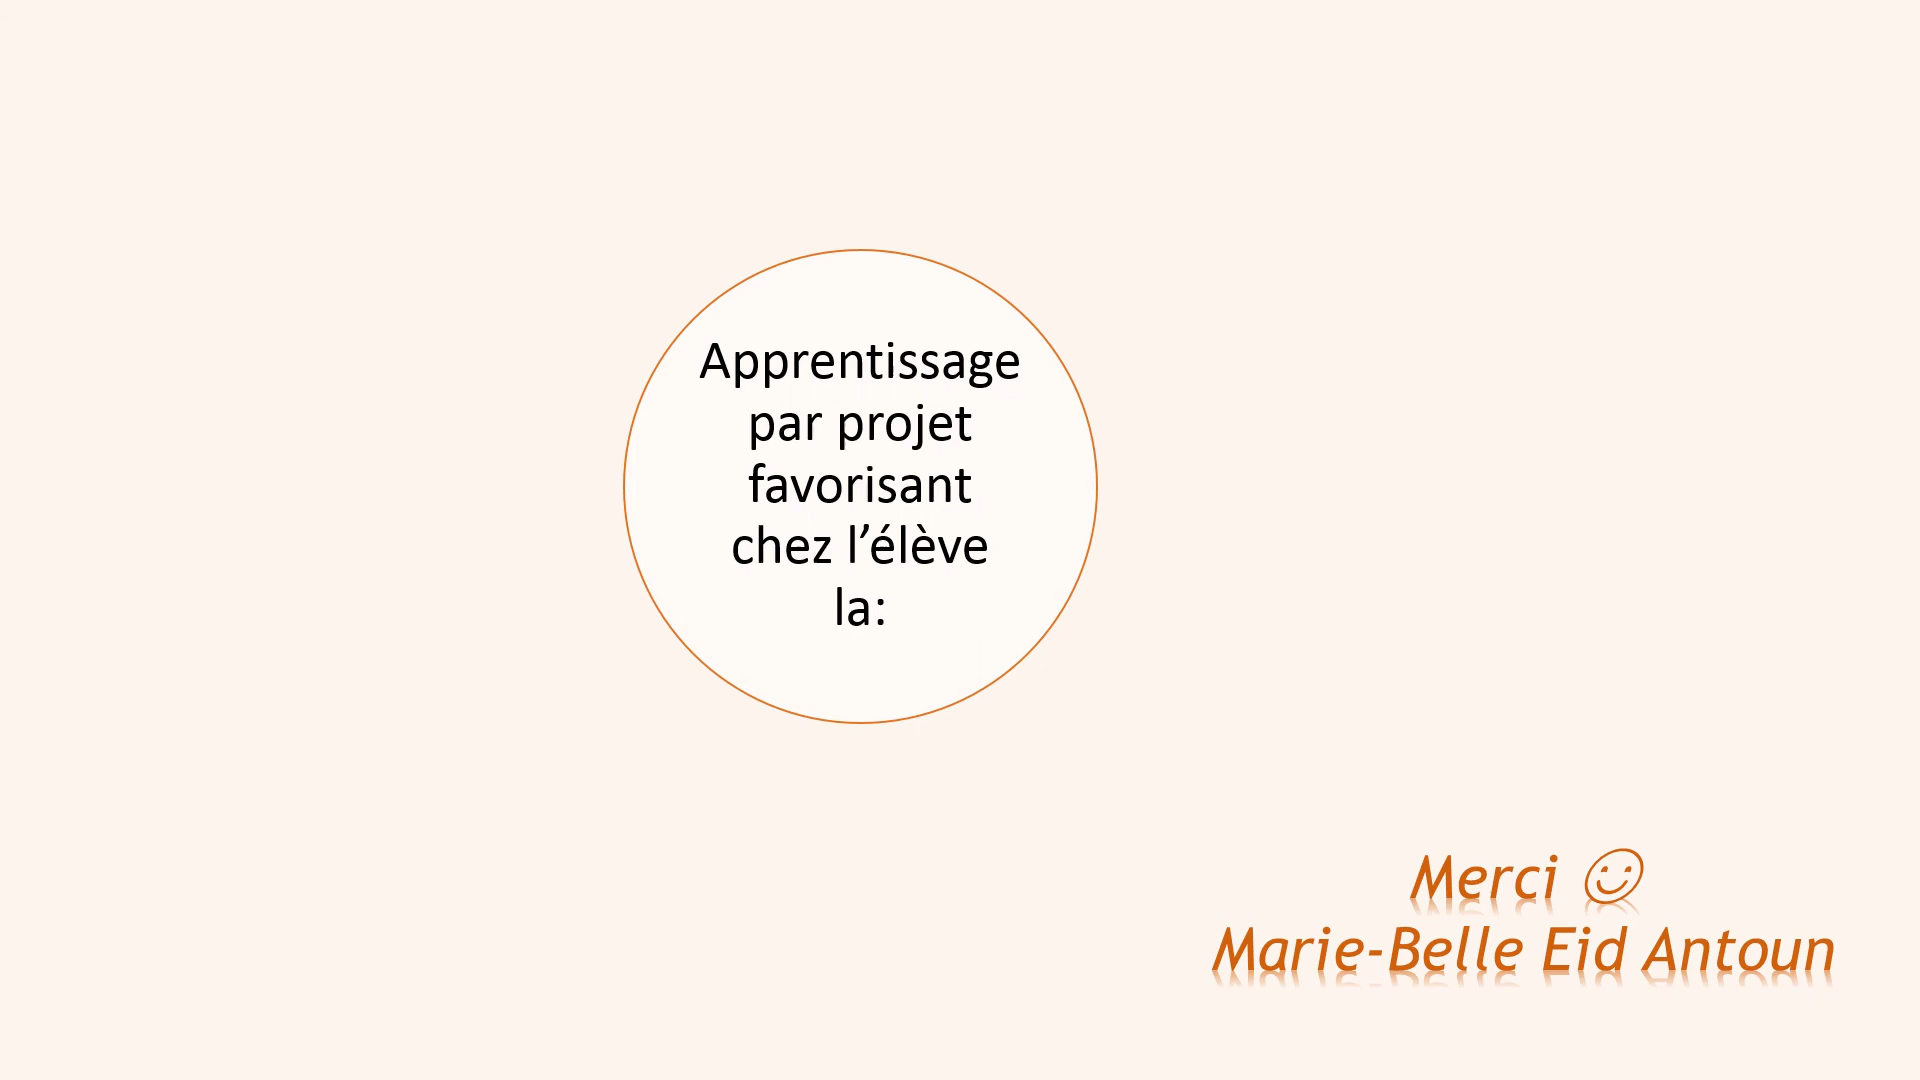 Apprentissage
par projet
favorisant
chez l’élève
la:
Merci ☺
Marie-Belle Eid Antoun